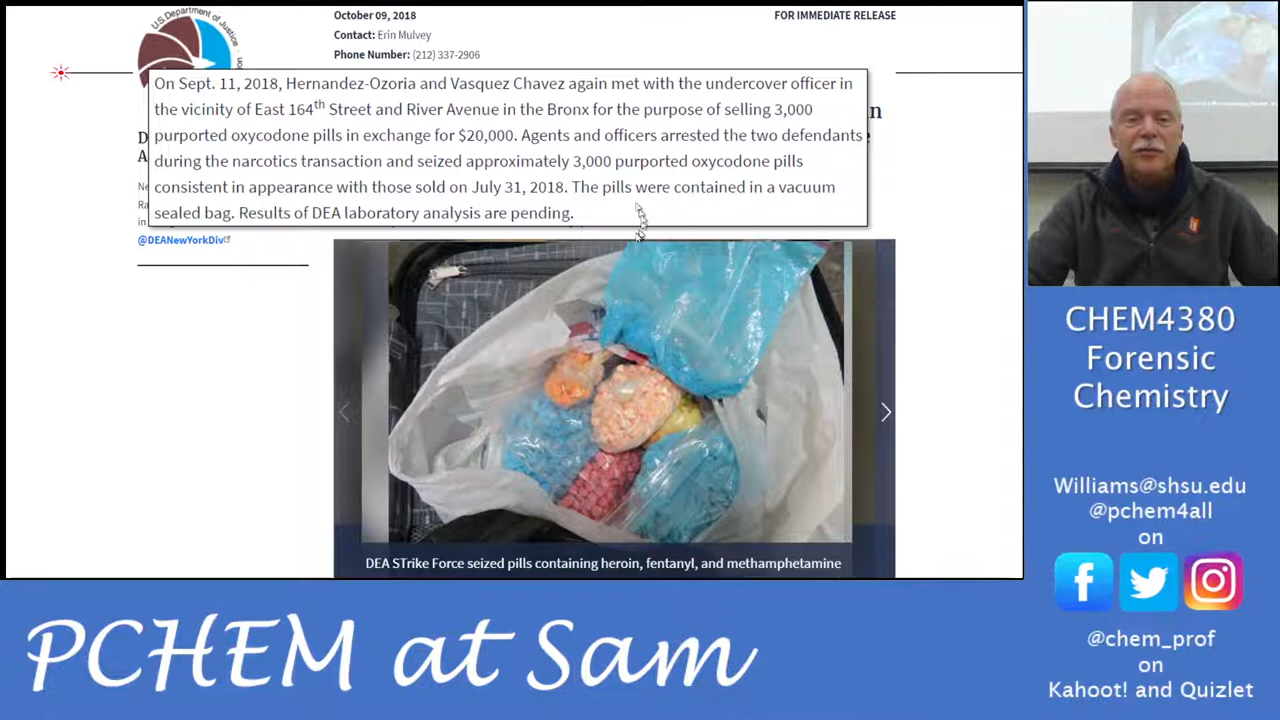 U.S. Department of Justice
October 09, 2018
FOR IMMEDIATE RELEASE
Contact: Erin Mulvey
Phone Number: (212) 337-2906
On Sept. 11, 2018, Hernandez-Ozoria and Vasquez Chavez again met with the undercover officer in
the vicinity of East 164th Street and River Avenue in the Bronx for the purpose of selling 3,000
purported oxycodone pills in exchange for $20,000. Agents and officers arrested the two defendants
during the narcotics transaction and seized approximately 3,000 purported oxycodone pills
consistent in appearance with those sold on July 31, 2018. The pills were contained in a vacuum
sealed bag. Results of DEA laboratory analysis are pending.
@DEANewYorkDiv
DEA STrike Force seized pills containing heroin, fentanyl, and methamphetamine
CHEM4380
Forensic
Chemistry
Williams@shsu.edu
@pchem4all
on
@chem_prof
on
Kahoot! and Quizlet
PCHEM at Sam